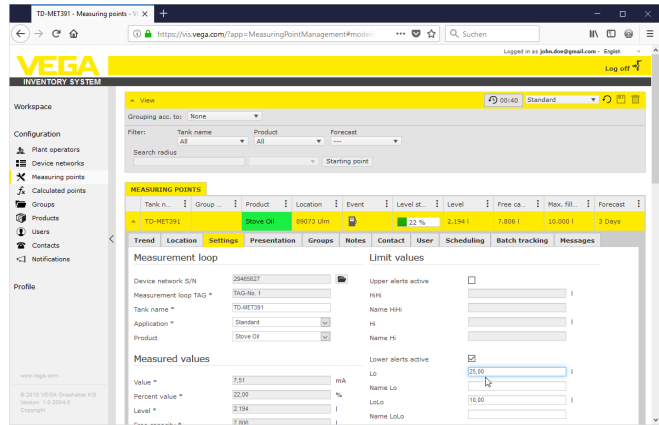 TD-MET391 - Measuring points - Vi
https://via.vega.com/?app=MeasuringPointManagement#model=
Suchen
Logged in as john.doe@gmail.com - English
VEGA
Log off
INVENTORY SYSTEM
Workspace
Configuration
Plant operators
Device networks
Measuring points
Calculated points
Groups
Products
Users
Contacts
Notifications
Profile
www.vega.com
© 2018 VEGA Grieshaber KG
Copyright
View
00:40
Standard
Grouping acc. to: None
Filter: Tank name Product Forecast
All All ---
Search radius
Starting point
MEASURING POINTS
Tank n... Group ... Product Location Event Level st... Level Free ca... Max. fill... Forecast
TD-MET391 Stove Oil 89073 Ulm 22 % 2.194 l 7.806 l 10.000 l 3 Days
Trend Location Settings Presentation Groups Notes Contact User Scheduling Batch tracking Messages
Measurement loop
Device network S/N 29465827
Measurement loop TAG * TAG-No. 1
Tank name * TD-MET391
Application * Standard
Product Stove Oil
Measured values
Value * 7,51 mA
Percent value * 22,00 %
Level * 2.194 l
Free capacity * 7.806 l
Limit values
Upper alerts active
HiHi l
Name HiHi
Hi l
Name Hi
Lower alerts active
Lo 25,00 l
Name Lo
LoLo 10,00 l
Name LoLo